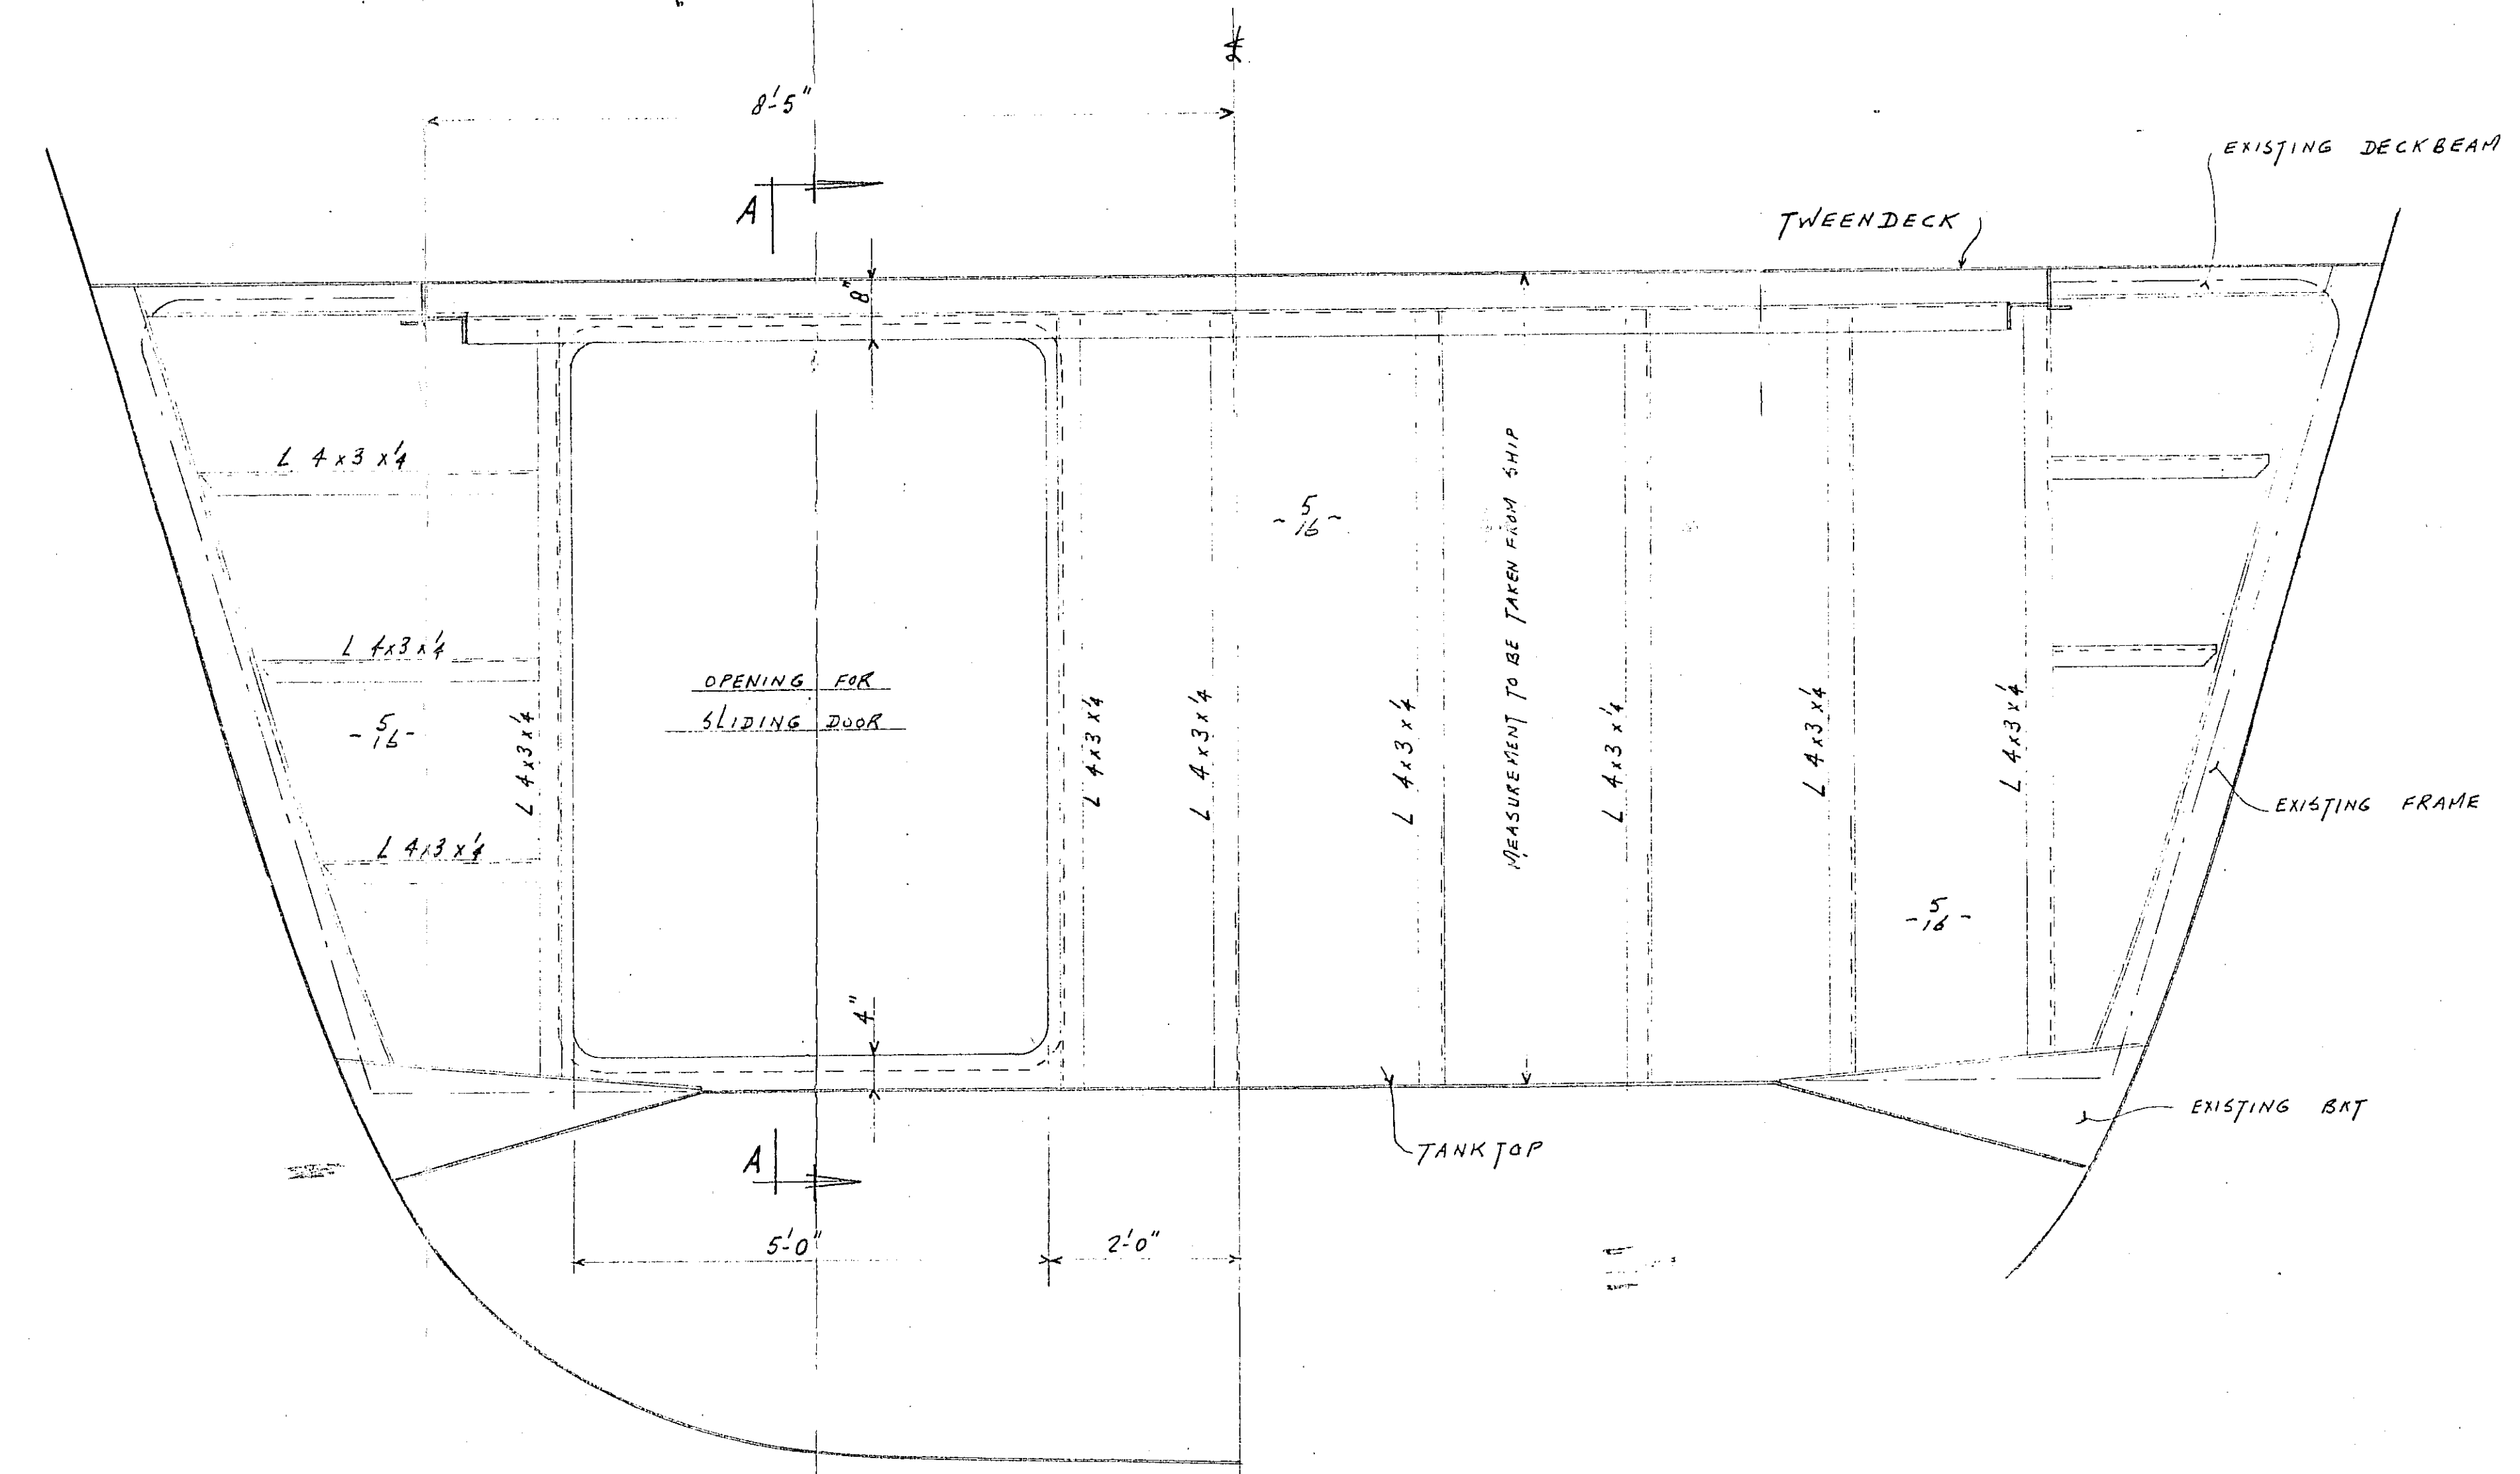 8'-5"
EXISTING DECKBEAM
A
TWEENDECK
8"
L 4x3x1/4
- 5/16 -
MEASUREMENT TO BE TAKEN FROM SHIP
L 4x3x1/4
OPENING FOR
SLIDING DOOR
- 5/16 -
L 4x3x1/4
L 4x3x1/4
L 4x3x1/4
L 4x3x1/4
L 4x3x1/4
L 4x3x1/4
L 4x3x1/4
EXISTING FRAME
L 4x3x1/4
- 5/16 -
4"
EXISTING BKT
A
TANKTOP
5'-0"
2'-0"